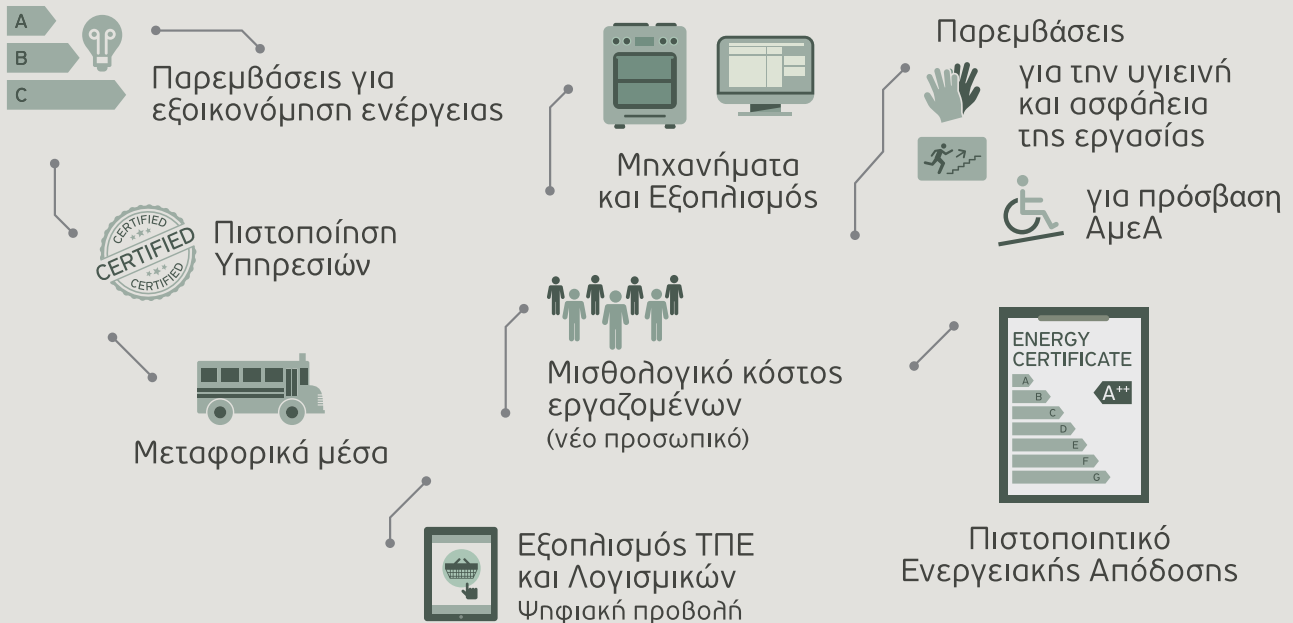 A
B
C
Παρεμβάσεις για
εξοικονόμηση ενέργειας
Μηχανήματα
και Εξοπλισμός
Παρεμβάσεις
για την υγιεινή
και ασφάλεια
της εργασίας
για πρόσβαση
ΑμεΑ
CERTIFIED
CERTIFIED
CERTIFIED
Πιστοποίηση
Υπηρεσιών
Μεταφορικά μέσα
Μισθολογικό κόστος
εργαζομένων
(νέο προσωπικό)
ENERGY
CERTIFICATE
A++
A
B
C
D
E
F
G
Πιστοποιητικό
Ενεργειακής Απόδοσης
Εξοπλισμός ΤΠΕ
και Λογισμικών
Ψηφιακή προβολή